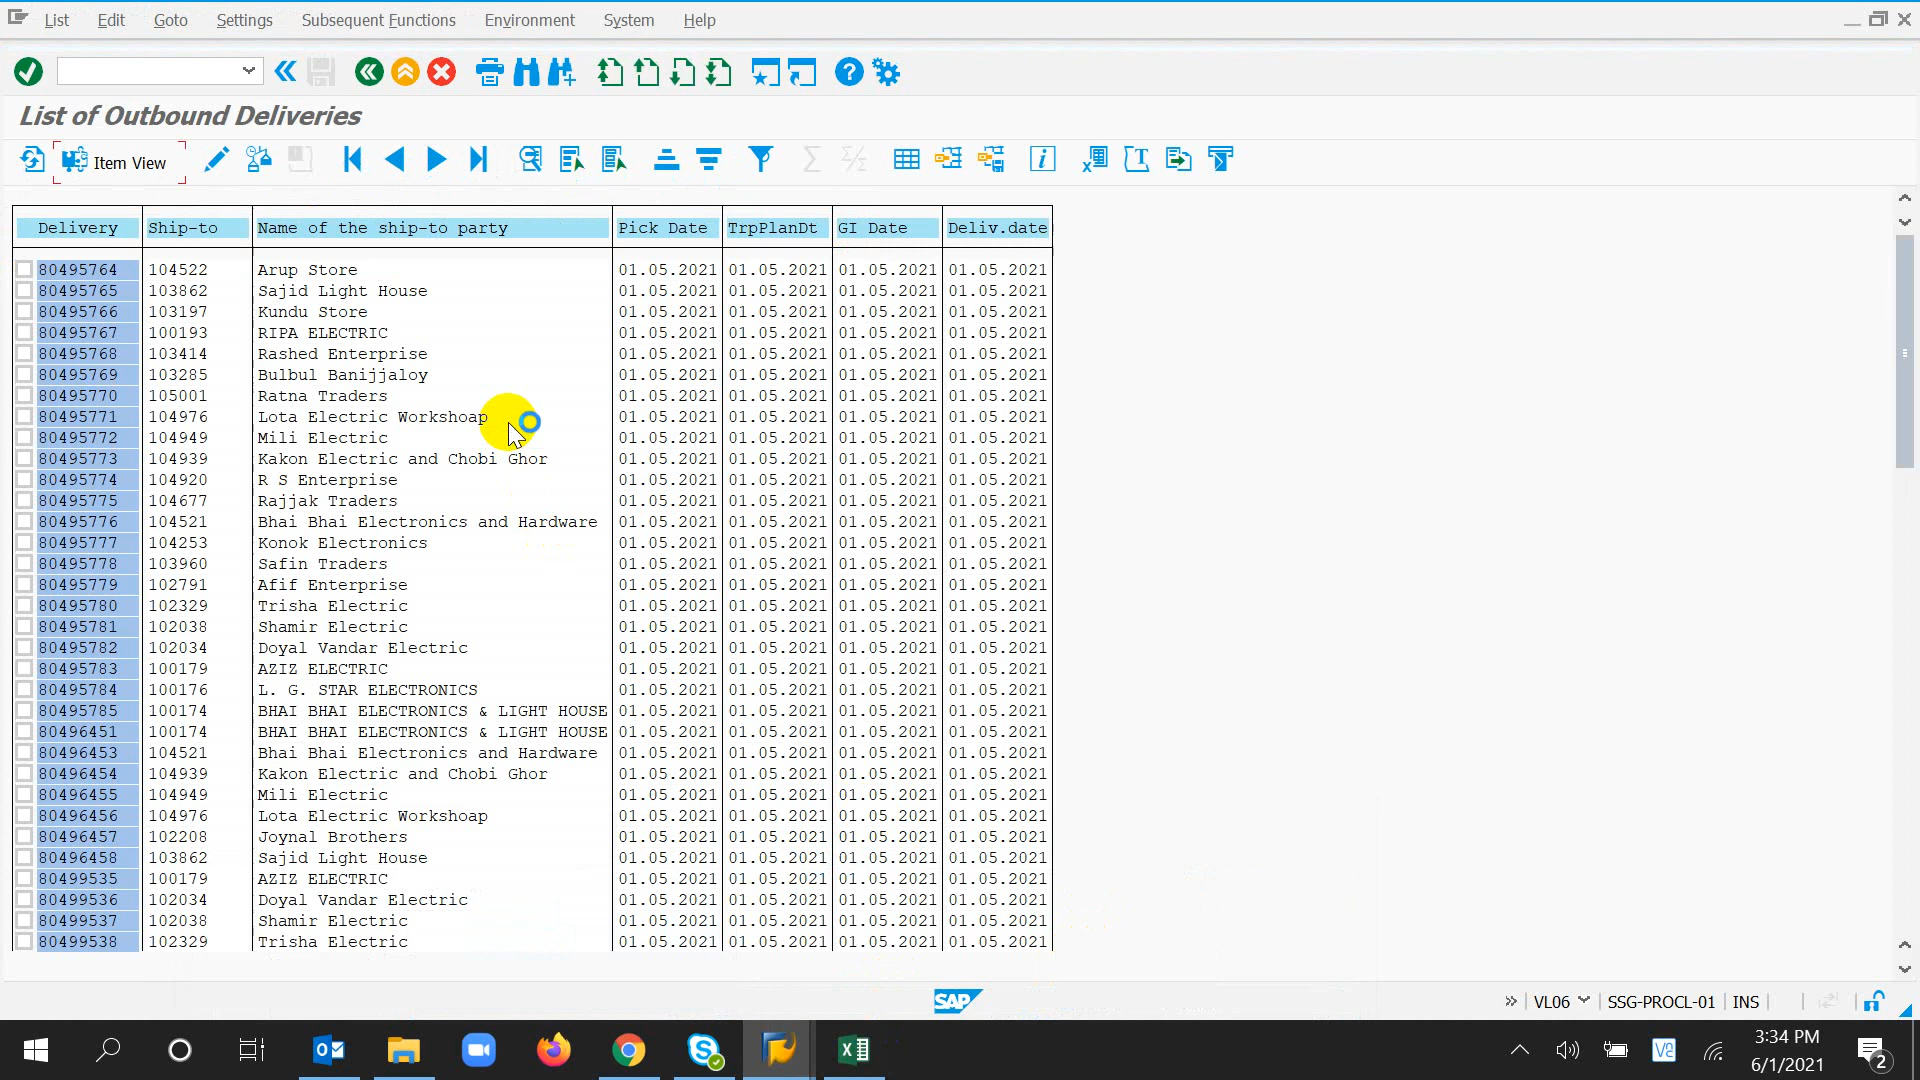 List Edit Goto Settings Subsequent Functions Environment System Help
List of Outbound Deliveries
Item View
Delivery Ship-to Name of the ship-to party Pick Date TrpPlanDt GI Date Deliv.date
80495764 104522 Arup Store 01.05.2021 01.05.2021 01.05.2021 01.05.2021
80495765 103862 Sajid Light House 01.05.2021 01.05.2021 01.05.2021 01.05.2021
80495766 103197 Kundu Store 01.05.2021 01.05.2021 01.05.2021 01.05.2021
80495767 100193 RIPA ELECTRIC 01.05.2021 01.05.2021 01.05.2021 01.05.2021
80495768 103414 Rashed Enterprise 01.05.2021 01.05.2021 01.05.2021 01.05.2021
80495769 103285 Bulbul Banijjaloy 01.05.2021 01.05.2021 01.05.2021 01.05.2021
80495770 105001 Ratna Traders 01.05.2021 01.05.2021 01.05.2021 01.05.2021
80495771 104976 Lota Electric Workshoap 01.05.2021 01.05.2021 01.05.2021 01.05.2021
80495772 104949 Mili Electric 01.05.2021 01.05.2021 01.05.2021 01.05.2021
80495773 104939 Kakon Electric and Chobi Ghor 01.05.2021 01.05.2021 01.05.2021 01.05.2021
80495774 104920 R S Enterprise 01.05.2021 01.05.2021 01.05.2021 01.05.2021
80495775 104677 Rajjak Traders 01.05.2021 01.05.2021 01.05.2021 01.05.2021
80495776 104521 Bhai Bhai Electronics and Hardware 01.05.2021 01.05.2021 01.05.2021 01.05.2021
80495777 104253 Konok Electronics 01.05.2021 01.05.2021 01.05.2021 01.05.2021
80495778 103960 Safin Traders 01.05.2021 01.05.2021 01.05.2021 01.05.2021
80495779 102791 Afif Enterprise 01.05.2021 01.05.2021 01.05.2021 01.05.2021
80495780 102329 Trisha Electric 01.05.2021 01.05.2021 01.05.2021 01.05.2021
80495781 102038 Shamir Electric 01.05.2021 01.05.2021 01.05.2021 01.05.2021
80495782 102034 Doyal Vandar Electric 01.05.2021 01.05.2021 01.05.2021 01.05.2021
80495783 100179 AZIZ ELECTRIC 01.05.2021 01.05.2021 01.05.2021 01.05.2021
80495784 100176 L. G. STAR ELECTRONICS 01.05.2021 01.05.2021 01.05.2021 01.05.2021
80495785 100174 BHAI BHAI ELECTRONICS & LIGHT HOUSE 01.05.2021 01.05.2021 01.05.2021 01.05.2021
80496451 100174 BHAI BHAI ELECTRONICS & LIGHT HOUSE 01.05.2021 01.05.2021 01.05.2021 01.05.2021
80496453 104521 Bhai Bhai Electronics and Hardware 01.05.2021 01.05.2021 01.05.2021 01.05.2021
80496454 104939 Kakon Electric and Chobi Ghor 01.05.2021 01.05.2021 01.05.2021 01.05.2021
80496455 104949 Mili Electric 01.05.2021 01.05.2021 01.05.2021 01.05.2021
80496456 104976 Lota Electric Workshoap 01.05.2021 01.05.2021 01.05.2021 01.05.2021
80496457 102208 Joynal Brothers 01.05.2021 01.05.2021 01.05.2021 01.05.2021
80496458 103862 Sajid Light House 01.05.2021 01.05.2021 01.05.2021 01.05.2021
80499535 100179 AZIZ ELECTRIC 01.05.2021 01.05.2021 01.05.2021 01.05.2021
80499536 102034 Doyal Vandar Electric 01.05.2021 01.05.2021 01.05.2021 01.05.2021
80499537 102038 Shamir Electric 01.05.2021 01.05.2021 01.05.2021 01.05.2021
80499538 102329 Trisha Electric 01.05.2021 01.05.2021 01.05.2021 01.05.2021
SAP VL06 SSG-PROCL-01 INS
3:34 PM
6/1/2021
2